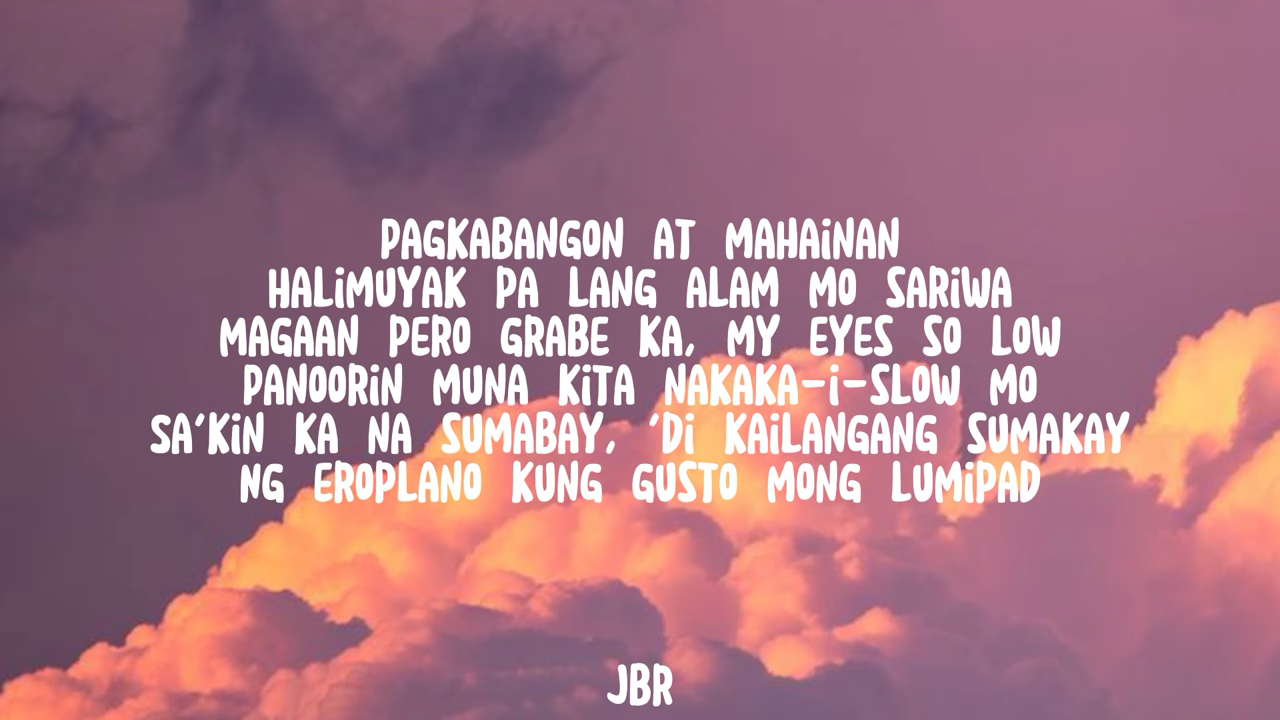 PAGKABANGON AT MAHAiNAN
HALiMUYAK PA LANG ALAM MO SARiWA
MAGAAN PERO GRABE KA, MY EYES SO LOW
PANOORiN MUNA KiTA NAKAKA-i-SLOW MO
SA'KiN KA NA SUMABAY, 'Di KAiLANGANG SUMAKAY
NG EROPLANO KUNG GUSTO MONG LUMiPAD
JBR